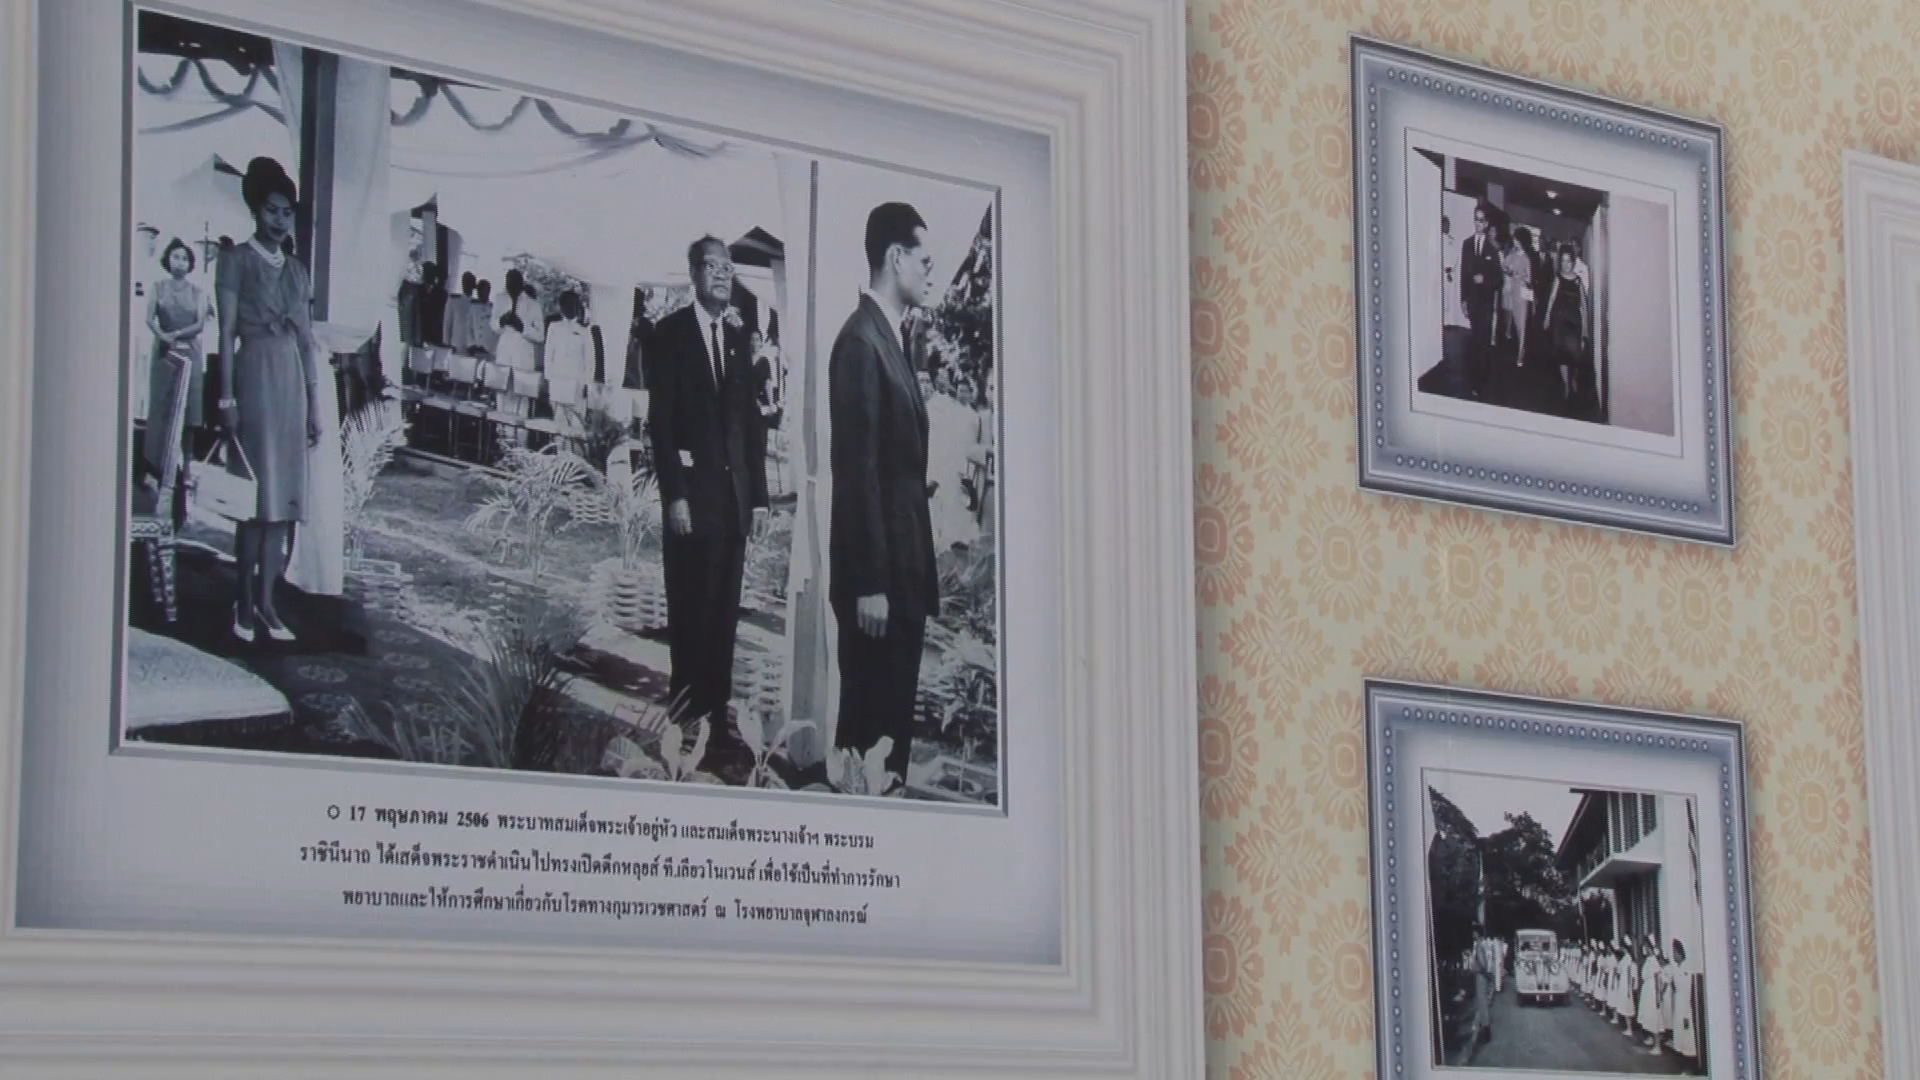 ๐ 17 พฤษภาคม 2506 พระบาทสมเด็จพระเจ้าอยู่หัว และสมเด็จพระนางเจ้าฯ พระบรม
ราชินีนาถ ได้เสด็จพระราชดำเนินไปทรงเปิดตึกหลุยส์ ที.เลียวโนเวนส์ เพื่อใช้เป็นที่ทำการรักษา
พยาบาลและให้การศึกษาเกี่ยวกับโรคทางกุมารเวชศาสตร์ ณ โรงพยาบาลจุฬาลงกรณ์